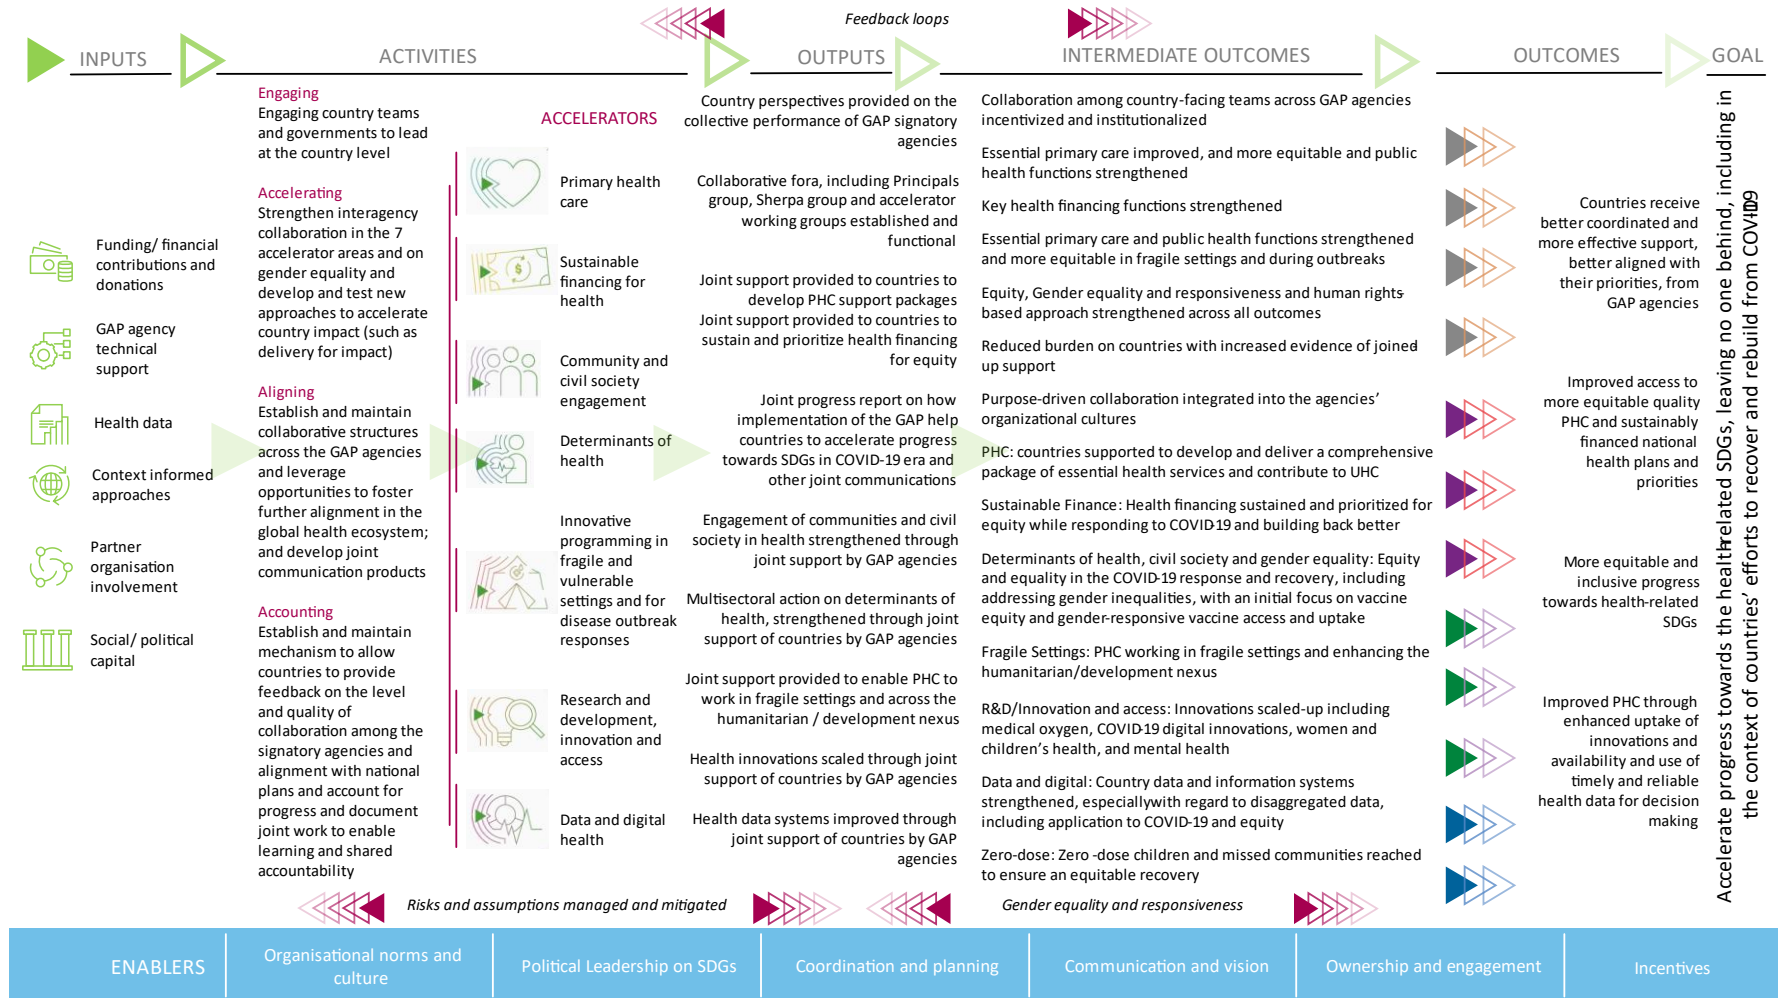 Feedback loops
INPUTS
ACTIVITIES
OUTPUTS
INTERMEDIATE OUTCOMES
OUTCOMES
GOAL
Funding/ financial
contributions and
donations
GAP agency
technical
support
Health data
Context informed
approaches
Partner
organisation
involvement
Social/ political
capital
Engaging
Engaging country teams
and governments to lead
at the country level
Accelerating
Strengthen interagency
collaboration in the 7
accelerator areas and on
gender equality and
develop and test new
approaches to accelerate
country impact (such as
delivery for impact)
Aligning
Establish and maintain
collaborative structures
across the GAP agencies
and leverage
opportunities to foster
further alignment in the
global health ecosystem;
and develop joint
communication products
Accounting
Establish and maintain
mechanism to allow
countries to provide
feedback on the level
and quality of
collaboration among the
signatory agencies and
alignment with national
plans and account for
progress and document
joint work to enable
learning and shared
accountability
ACCELERATORS
Primary health
care
Sustainable
financing for
health
Community and
civil society
engagement
Determinants of
health
Innovative
programming in
fragile and
vulnerable
settings and for
disease outbreak
responses
Research and
development,
innovation and
access
Data and digital
health
Country perspectives provided on the
collective performance of GAP signatory
agencies
Collaborative fora, including Principals
group, Sherpa group and accelerator
working groups established and
functional
Joint support provided to countries to
develop PHC support packages
Joint support provided to countries to
sustain and prioritize health financing
for equity
Joint progress report on how
implementation of the GAP help
countries to accelerate progress
towards SDGs in COVID-19 era and
other joint communications
Engagement of communities and civil
society in health strengthened through
joint support by GAP agencies
Multisectoral action on determinants of
health, strengthened through joint
support of countries by GAP agencies
Joint support provided to enable PHC to
work in fragile settings and across the
humanitarian / development nexus
Health innovations scaled through joint
support of countries by GAP agencies
Health data systems improved through
joint support of countries by GAP
agencies
Collaboration among country-facing teams across GAP agencies
incentivized and institutionalized
Essential primary care improved, and more equitable and public
health functions strengthened
Key health financing functions strengthened
Essential primary care and public health functions strengthened
and more equitable in fragile settings and during outbreaks
Equity, Gender equality and responsiveness and human rights-
based approach strengthened across all outcomes
Reduced burden on countries with increased evidence of joined-
up support
Purpose-driven collaboration integrated into the agencies’
organizational cultures
PHC: countries supported to develop and deliver a comprehensive
package of essential health services and contribute to UHC
Sustainable Finance: Health financing sustained and prioritized for
equity while responding to COVID-19 and building back better
Determinants of health, civil society and gender equality: Equity
and equality in the COVID-19 response and recovery, including
addressing gender inequalities, with an initial focus on vaccine
equity and gender-responsive vaccine access and uptake
Fragile Settings: PHC working in fragile settings and enhancing the
humanitarian/development nexus
R&D/Innovation and access: Innovations scaled-up including
medical oxygen, COVID-19 digital innovations, women and
children’s health, and mental health
Data and digital: Country data and information systems
strengthened, especiallywith regard to disaggregated data,
including application to COVID-19 and equity
Zero-dose: Zero -dose children and missed communities reached
to ensure an equitable recovery
Countries receive
better coordinated and
more effective support,
better aligned with
their priorities, from
GAP agencies
Improved access to
more equitable quality
PHC and sustainably
financed national
health plans and
priorities
More equitable and
inclusive progress
towards health-related
SDGs
Improved PHC through
enhanced uptake of
innovations and
availability and use of
timely and reliable
health data for decision
making
Accelerate progress towards the health-related SDGs, leaving no one behind, including in
the context of countries’ efforts to recover and rebuild from COVID-19
Risks and assumptions managed and mitigated
Gender equality and responsiveness
ENABLERS
Organisational norms and
culture
Political Leadership on SDGs
Coordination and planning
Communication and vision
Ownership and engagement
Incentives